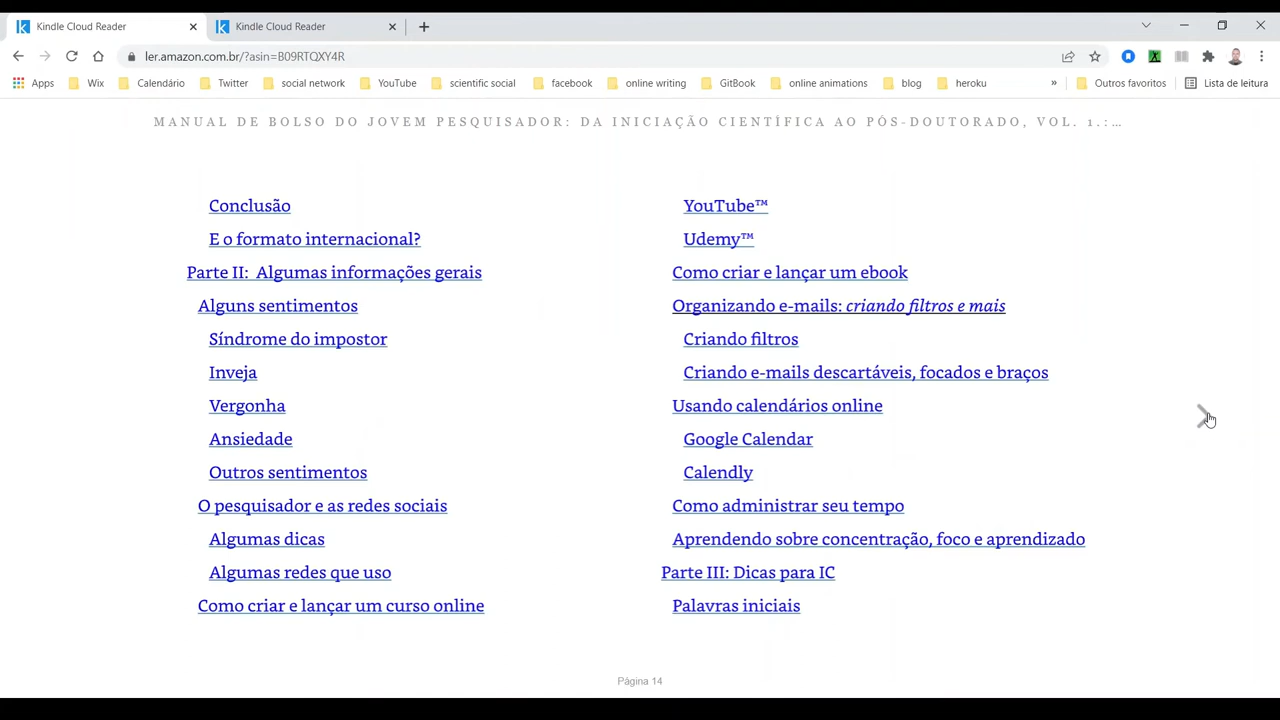 Kindle Cloud Reader
Kindle Cloud Reader
ler.amazon.com.br/?asin=B09RTQXY4R
Apps
Wix
Calendário
Twitter
social network
YouTube
scientific social
facebook
online writing
GitBook
online animations
blog
heroku
»
Outros favoritos
Lista de leitura
MANUAL DE BOLSO DO JOVEM PESQUISADOR: DA INICIAÇÃO CIENTÍFICA AO PÓS-DOUTORADO, VOL. 1.:…
Conclusão
E o formato internacional?
Parte II: Algumas informações gerais
Alguns sentimentos
Síndrome do impostor
Inveja
Vergonha
Ansiedade
Outros sentimentos
O pesquisador e as redes sociais
Algumas dicas
Algumas redes que uso
Como criar e lançar um curso online
YouTube™
Udemy™
Como criar e lançar um ebook
Organizando e-mails: criando filtros e mais
Criando filtros
Criando e-mails descartáveis, focados e braços
Usando calendários online
Google Calendar
Calendly
Como administrar seu tempo
Aprendendo sobre concentração, foco e aprendizado
Parte III: Dicas para IC
Palavras iniciais
Página 14